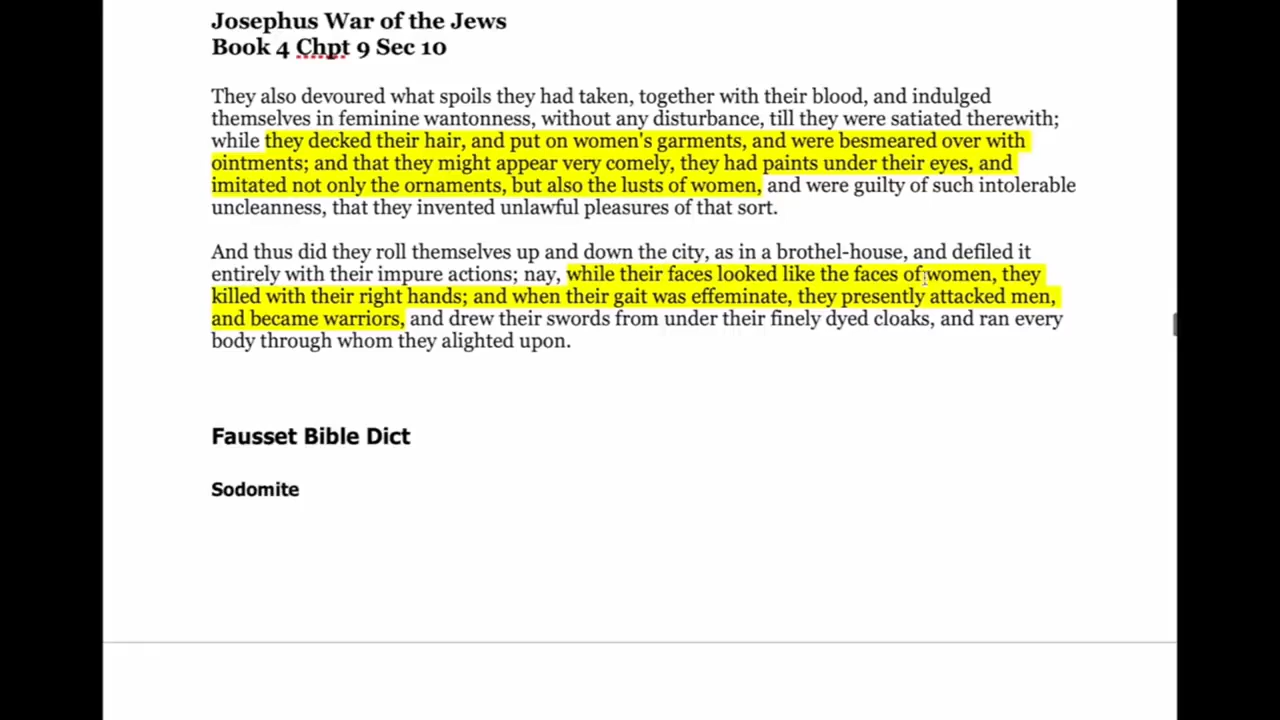 Josephus War of the Jews
Book 4 Chpt 9 Sec 10
They also devoured what spoils they had taken, together with their blood, and indulged
themselves in feminine wantonness, without any disturbance, till they were satiated therewith;
while they decked their hair, and put on women's garments, and were besmeared over with
ointments; and that they might appear very comely, they had paints under their eyes, and
imitated not only the ornaments, but also the lusts of women, and were guilty of such intolerable
uncleanness, that they invented unlawful pleasures of that sort.
And thus did they roll themselves up and down the city, as in a brothel-house, and defiled it
entirely with their impure actions; nay, while their faces looked like the faces of women, they
killed with their right hands; and when their gait was effeminate, they presently attacked men,
and became warriors, and drew their swords from under their finely dyed cloaks, and ran every
body through whom they alighted upon.
Fausset Bible Dict
Sodomite